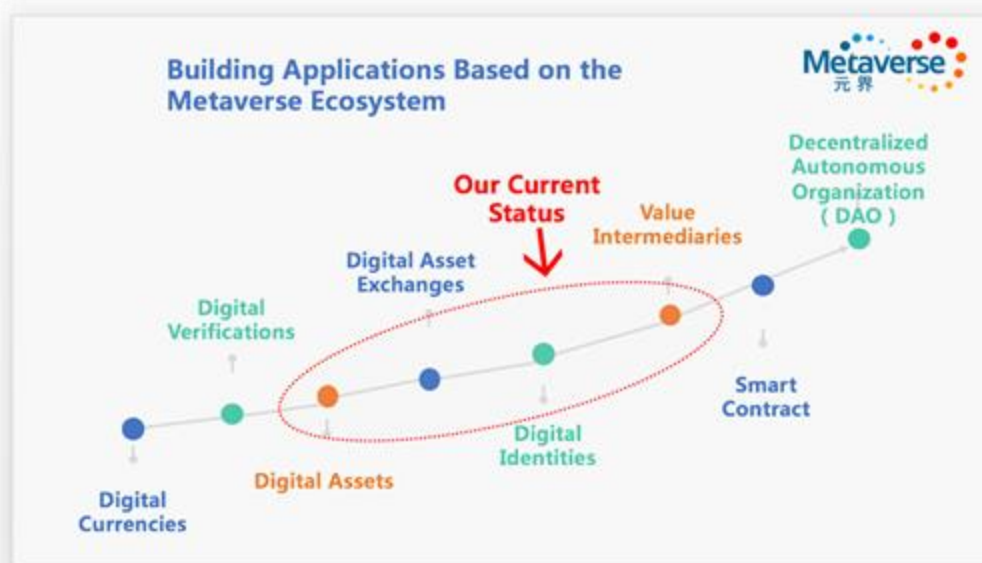 Building Applications Based on the
Metaverse Ecosystem
Metaverse
元界
Decentralized
Autonomous
Organization
( DAO )
Our Current
Status
Value
Intermediaries
Digital Asset
Exchanges
Digital
Verifications
Smart
Contract
Digital
Identities
Digital Assets
Digital
Currencies